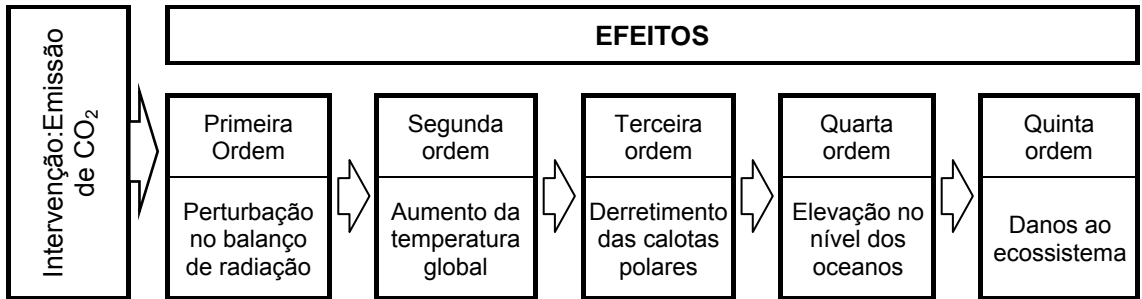 Intervenção:Emissão
de CO₂
EFEITOS
Primeira
Ordem
Perturbação
no balanço
de radiação
Segunda
ordem
Aumento da
temperatura
global
Terceira
ordem
Derretimento
das calotas
polares
Quarta
ordem
Elevação no
nível dos
oceanos
Quinta
ordem
Danos ao
ecossistema